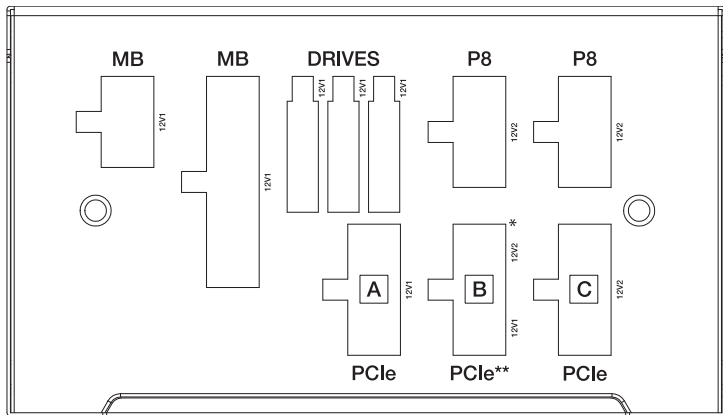 MB MB DRIVES P8 P8
12V1 12V1 12V1 12V1 12V1 12V2 12V2
*
A 12V1 B 12V2 12V1 C 12V2
PCIe PCIe** PCIe